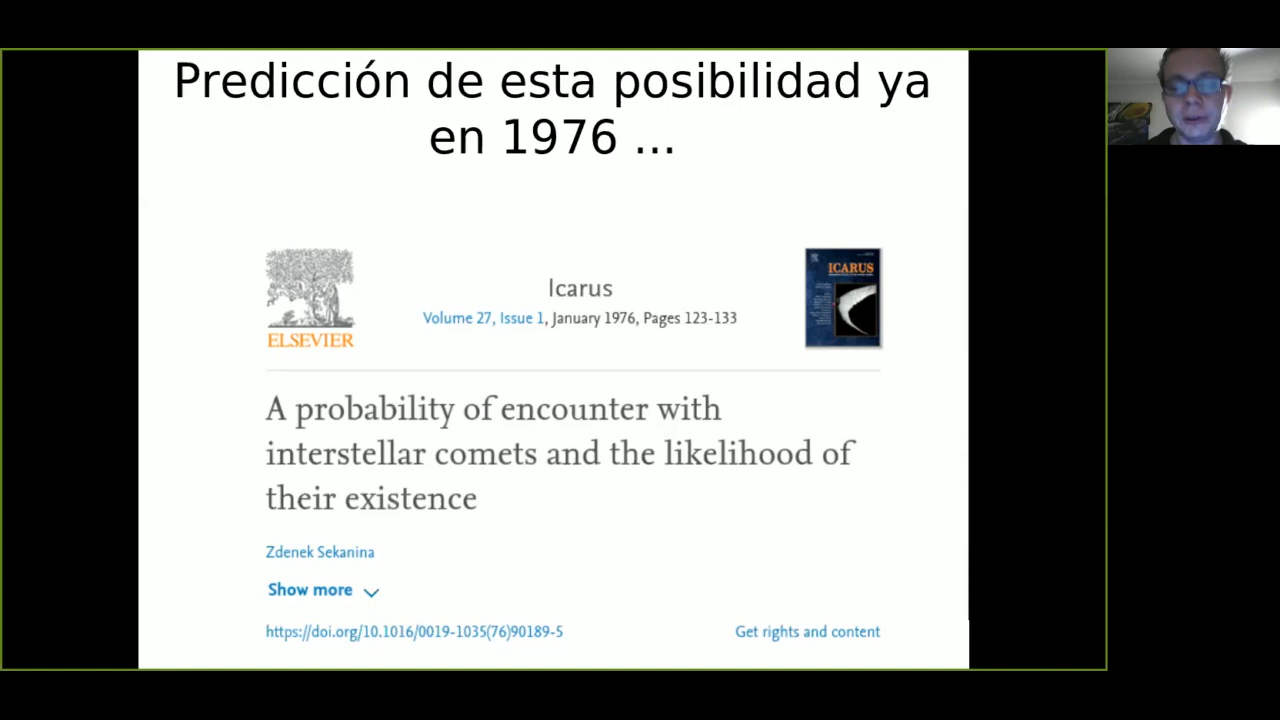 Predicción de esta posibilidad ya
en 1976 ...
ELSEVIER
Icarus
Volume 27, Issue 1, January 1976, Pages 123-133
ICARUS
A probability of encounter with
interstellar comets and the likelihood of
their existence
Zdenek Sekanina
Show more
https://doi.org/10.1016/0019-1035(76)90189-5
Get rights and content